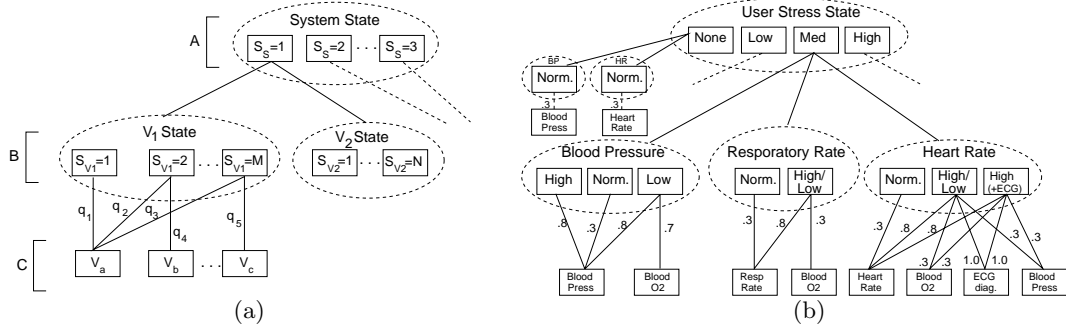 System State
A
S_S=1
S_S=2
. . .
S_S=3
V_1 State
V_2 State
B
S_V1=1
S_V1=2
. . .
S_V1=M
S_V2=1
. . .
S_V2=N
q_1
q_2
q_3
q_4
q_5
C
V_a
V_b
. . .
V_c
(a)
User Stress State
None
Low
Med
High
BP
HR
Norm.
Norm.
.3
.3
Blood
Press
Heart
Rate
Blood Pressure
Resporatory Rate
Heart Rate
High
Norm.
Low
Norm.
High/
Low
Norm.
High/
Low
High
(+ECG)
.8
.3
.8
.7
.3
.8
.3
.3
.8
.8
.3
.3
1.0
1.0
.3
.3
Blood
Press
Blood
O2
Resp
Rate
Blood
O2
Heart
Rate
Blood
O2
ECG
diag.
Blood
Press
(b)